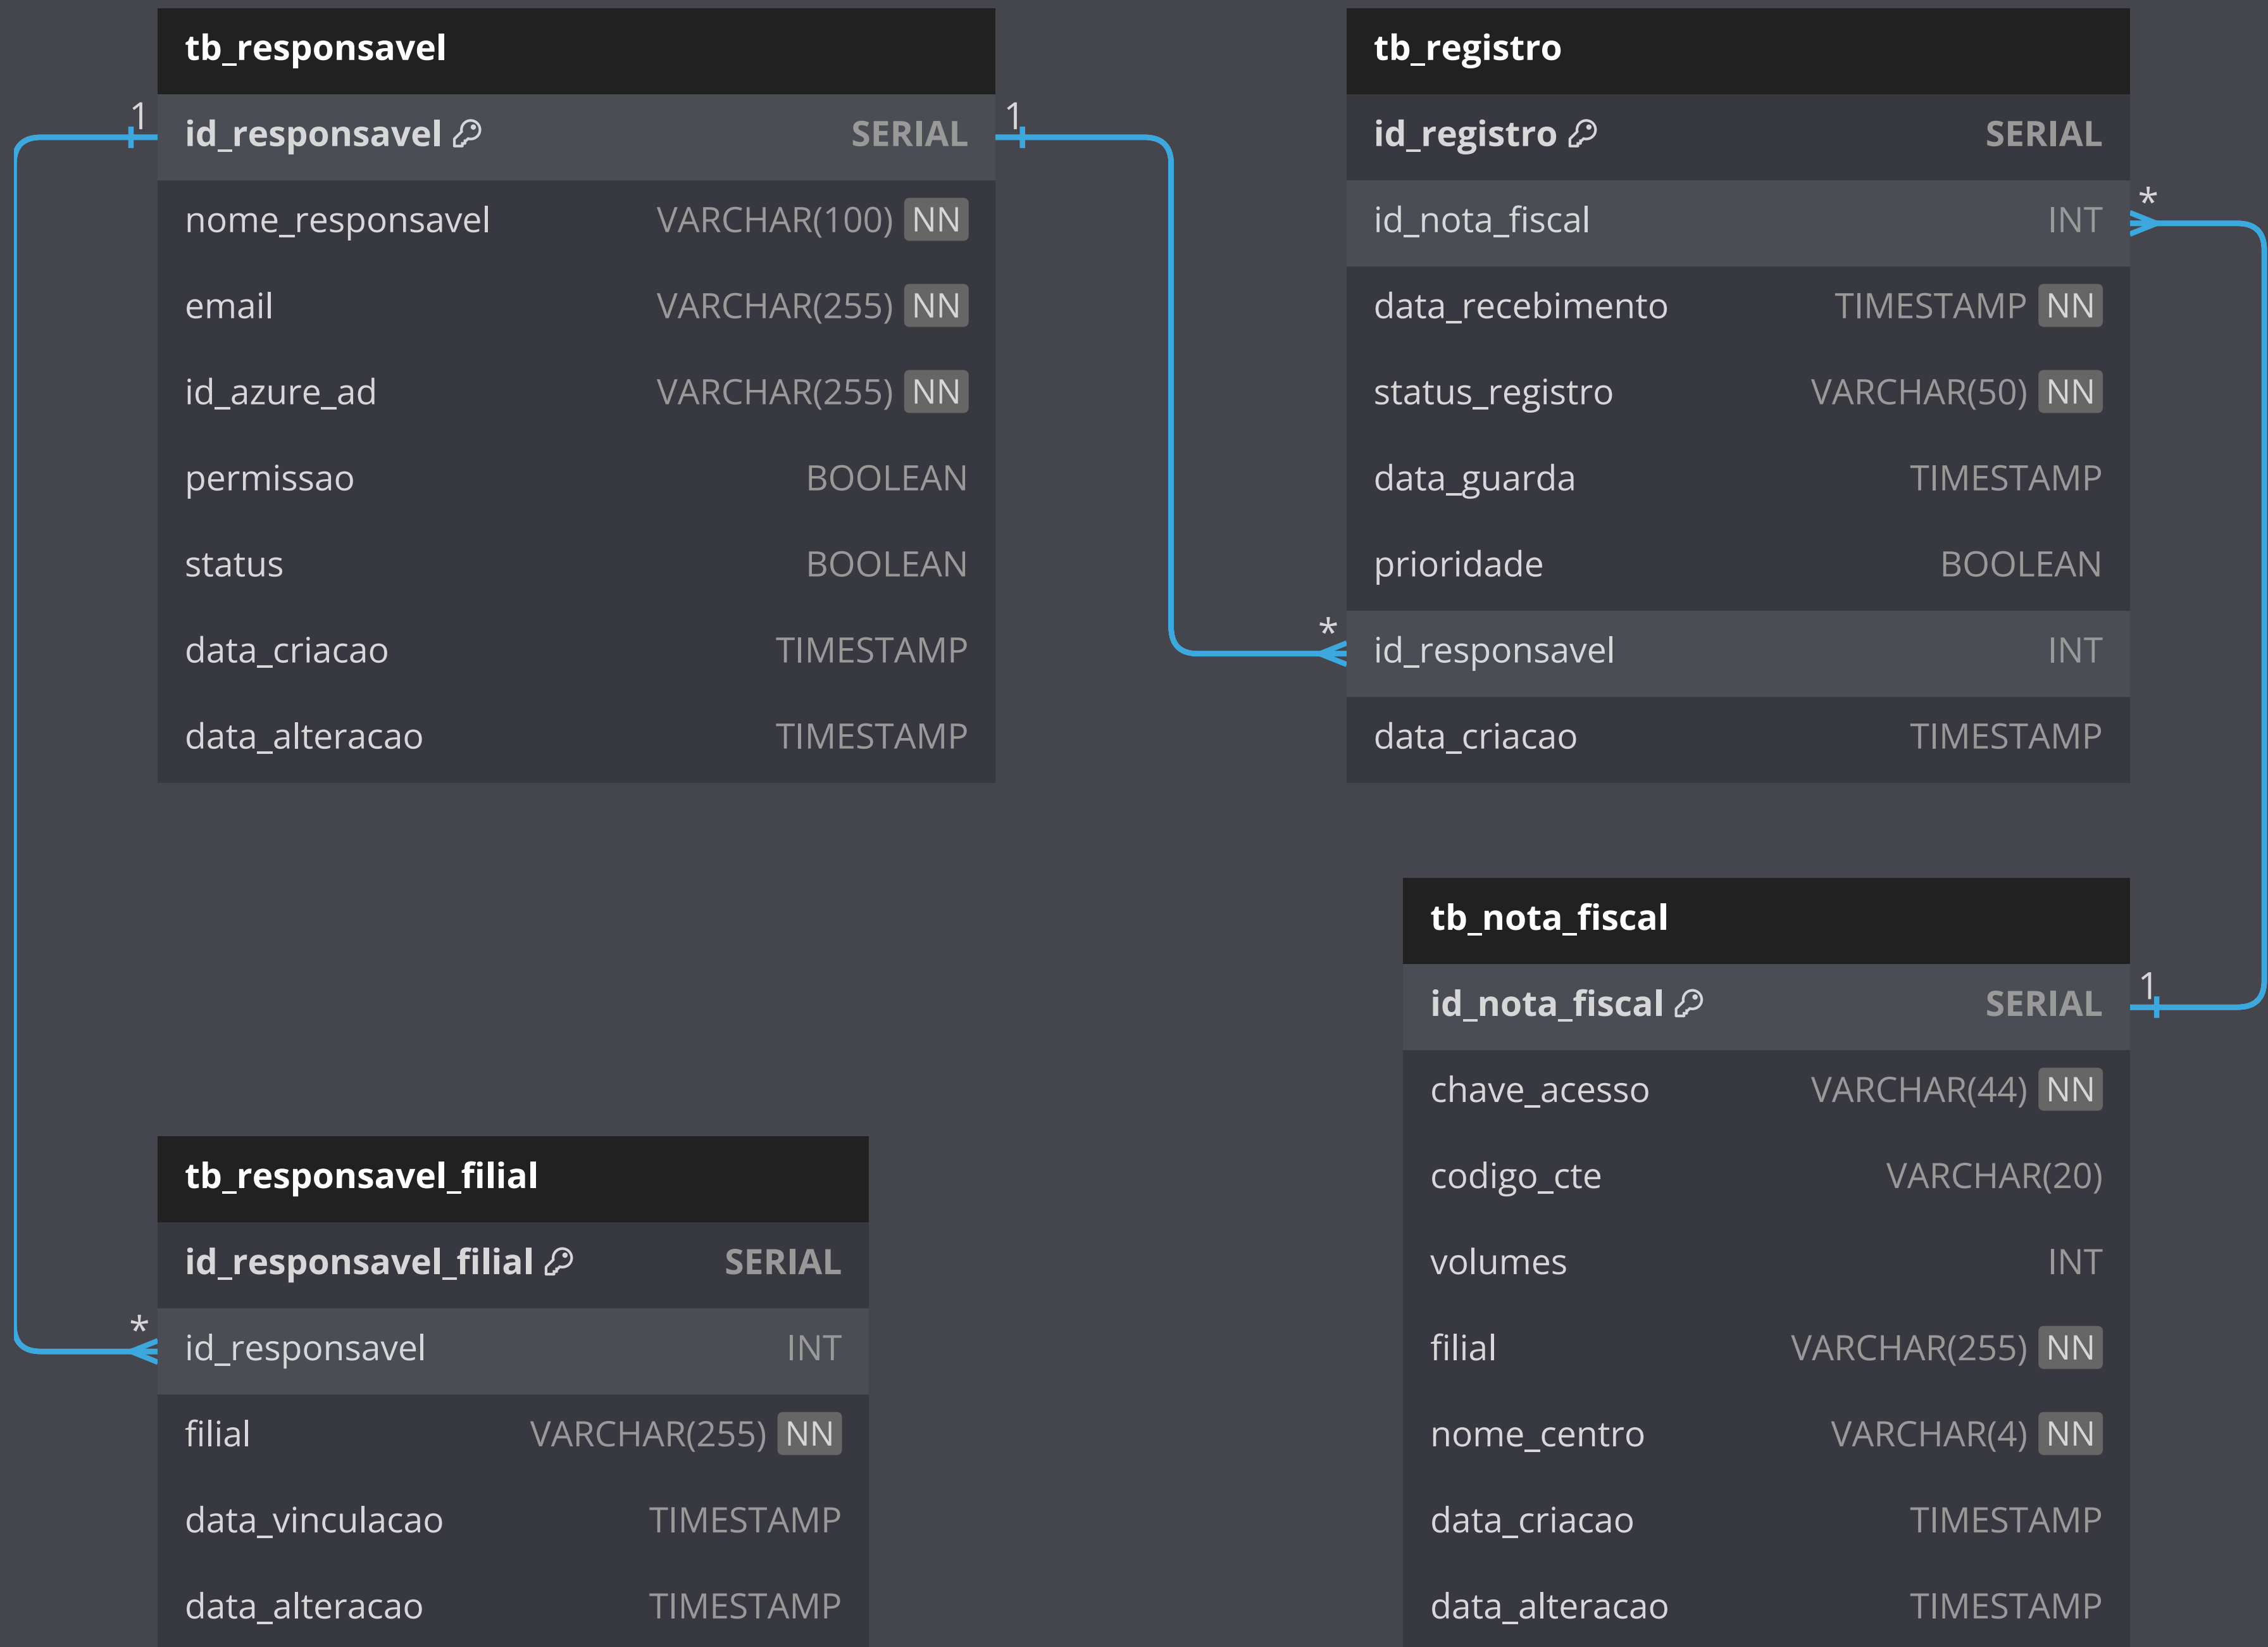 tb_responsavel
1
id_responsavel SERIAL
1
nome_responsavel VARCHAR(100) NN
email VARCHAR(255) NN
id_azure_ad VARCHAR(255) NN
permissao BOOLEAN
status BOOLEAN
data_criacao TIMESTAMP
data_alteracao TIMESTAMP
tb_registro
id_registro SERIAL
id_nota_fiscal INT
*
data_recebimento TIMESTAMP NN
status_registro VARCHAR(50) NN
data_guarda TIMESTAMP
prioridade BOOLEAN
*
id_responsavel INT
data_criacao TIMESTAMP
tb_responsavel_filial
id_responsavel_filial SERIAL
*
id_responsavel INT
filial VARCHAR(255) NN
data_vinculacao TIMESTAMP
data_alteracao TIMESTAMP
tb_nota_fiscal
id_nota_fiscal SERIAL
1
chave_acesso VARCHAR(44) NN
codigo_cte VARCHAR(20)
volumes INT
filial VARCHAR(255) NN
nome_centro VARCHAR(4) NN
data_criacao TIMESTAMP
data_alteracao TIMESTAMP